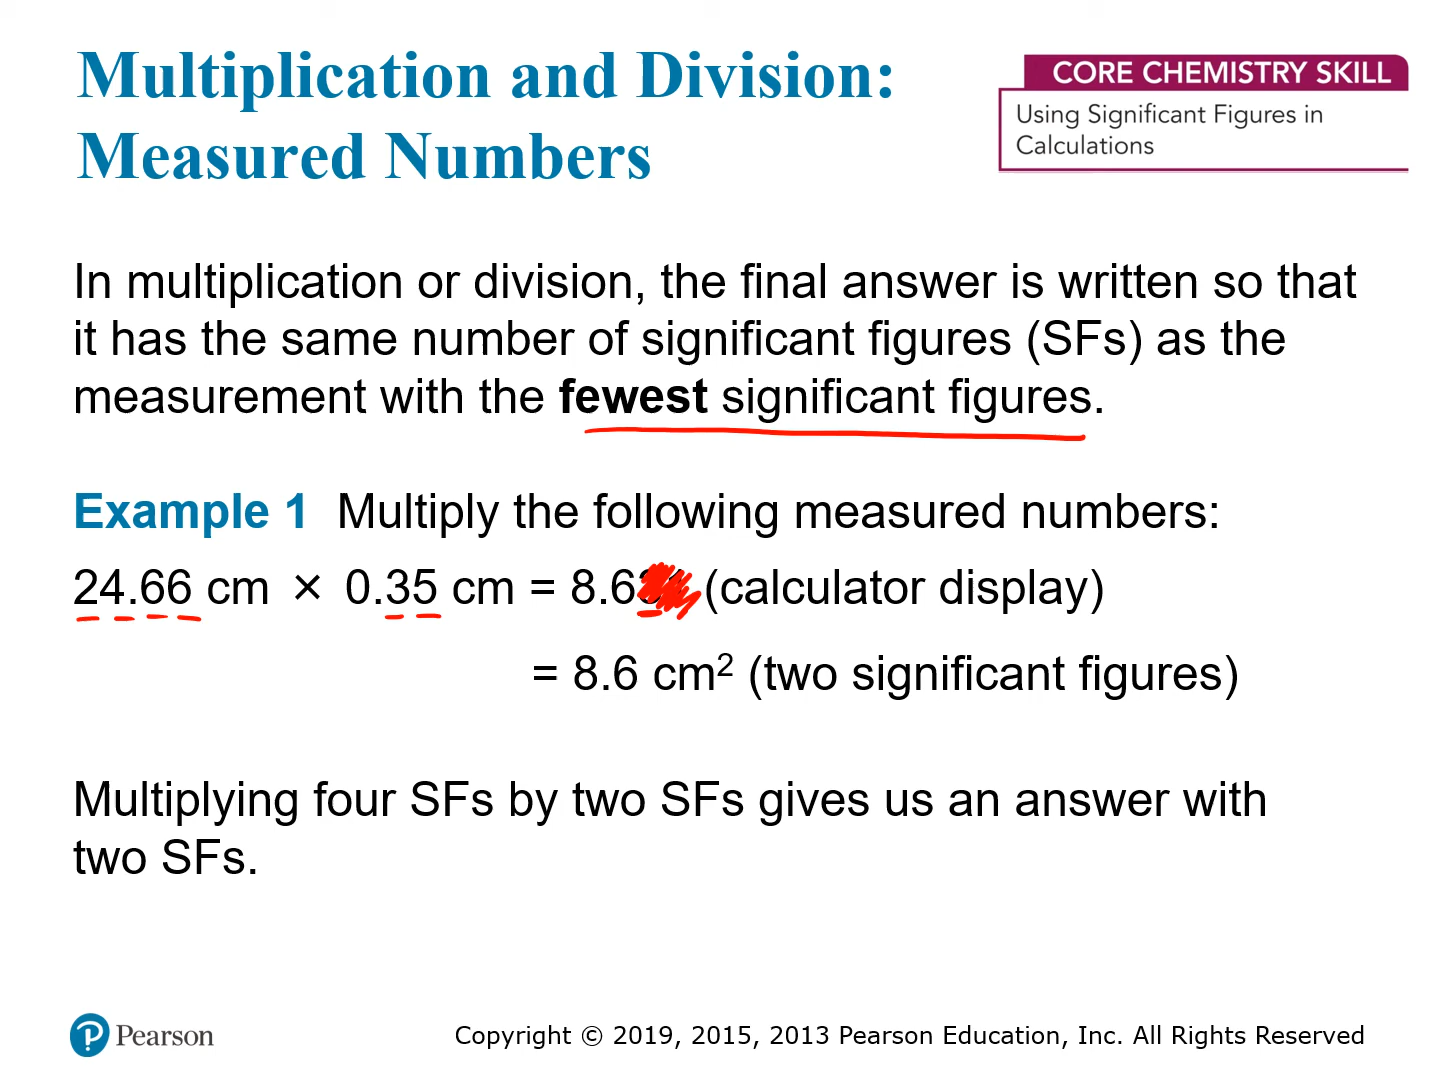 Multiplication and Division:
Measured Numbers
CORE CHEMISTRY SKILL
Using Significant Figures in
Calculations
In multiplication or division, the final answer is written so that
it has the same number of significant figures (SFs) as the
measurement with the fewest significant figures.
Example 1 Multiply the following measured numbers:
24.66 cm × 0.35 cm = 8.6 (calculator display)
= 8.6 cm² (two significant figures)
Multiplying four SFs by two SFs gives us an answer with
two SFs.
Pearson
Copyright © 2019, 2015, 2013 Pearson Education, Inc. All Rights Reserved